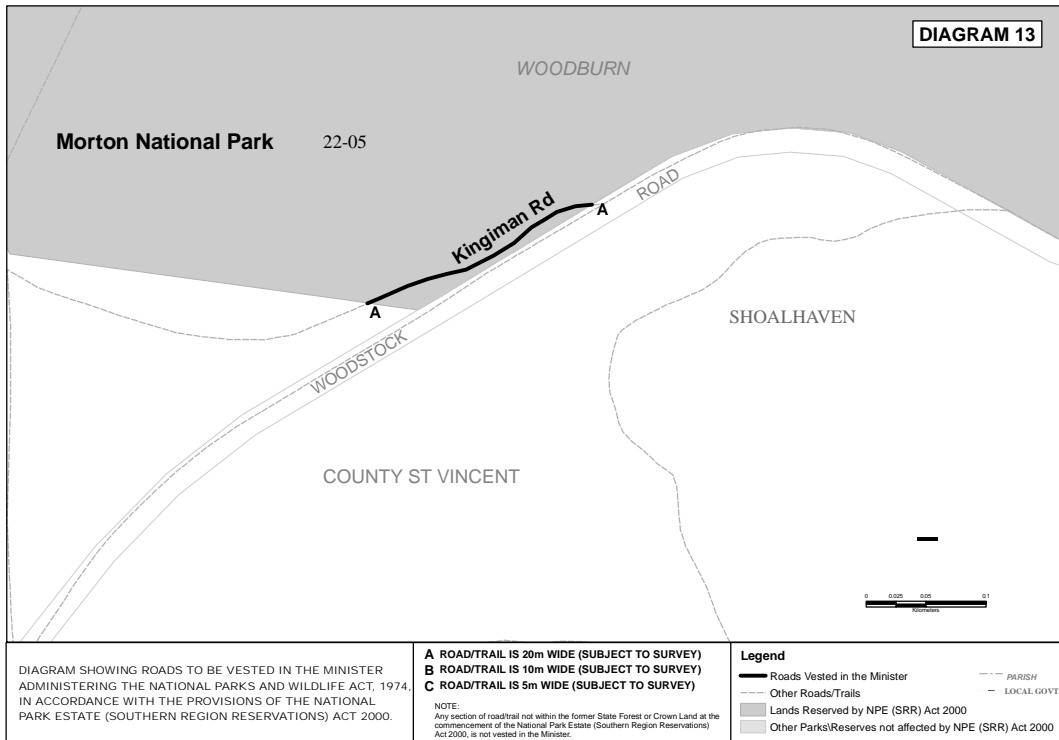 DIAGRAM 13
WOODBURN
Morton National Park 22-05
Kingiman Rd
A
ROAD
A
WOODSTOCK
SHOALHAVEN
COUNTY ST VINCENT
0 0.025 0.05 0.1
Kilometers
DIAGRAM SHOWING ROADS TO BE VESTED IN THE MINISTER
ADMINISTERING THE NATIONAL PARKS AND WILDLIFE ACT, 1974,
IN ACCORDANCE WITH THE PROVISIONS OF THE NATIONAL
PARK ESTATE (SOUTHERN REGION RESERVATIONS) ACT 2000.
A ROAD/TRAIL IS 20m WIDE (SUBJECT TO SURVEY)
B ROAD/TRAIL IS 10m WIDE (SUBJECT TO SURVEY)
C ROAD/TRAIL IS 5m WIDE (SUBJECT TO SURVEY)
NOTE:
Any section of road/trail not within the former State Forest or Crown Land at the
commencement of the National Park Estate (Southern Region Reservations)
Act 2000, is not vested in the Minister.
Legend
Roads Vested in the Minister
Other Roads/Trails
Lands Reserved by NPE (SRR) Act 2000
Other Parks\Reserves not affected by NPE (SRR) Act 2000
PARISH
LOCAL GOVT